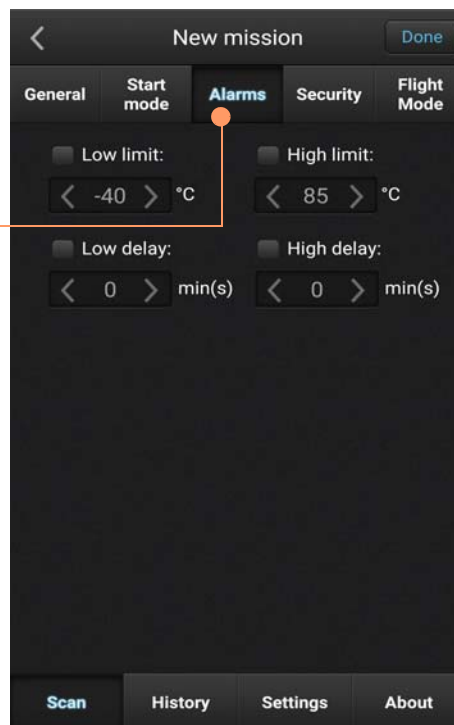 New mission Done
General Start mode Alarms Security Flight Mode
Low limit: High limit:
-40 °C 85 °C
Low delay: High delay:
0 min(s) 0 min(s)
Scan History Settings About